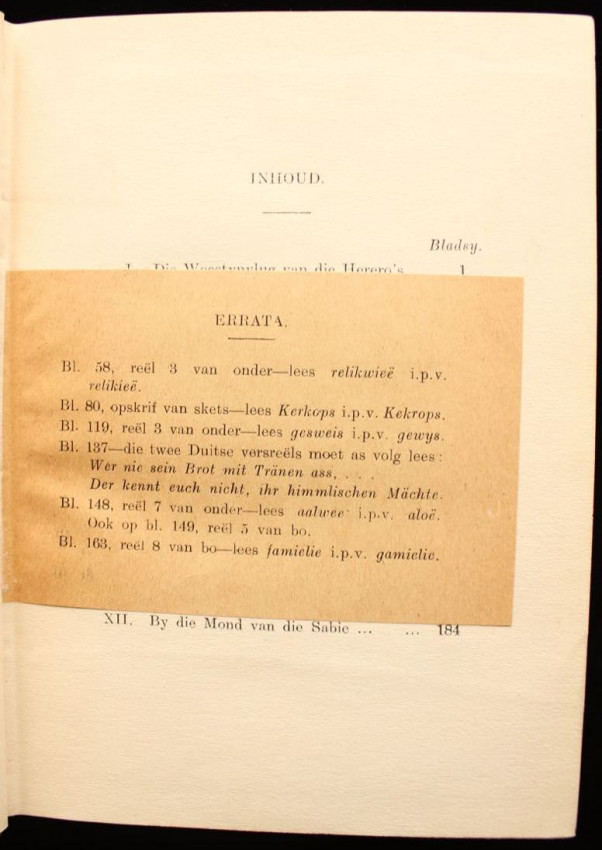 INHOUD.
Bladsy.
I. Die van die Herero's 1
ERRATA.
Bl. 58, reël 3 van onder—lees relikwieë i.p.v.
relikieë.
Bl. 80, opskrif van skets—lees Kerkops i.p.v. Kekrops.
Bl. 119, reël 3 van onder—lees gesweis i.p.v. gewys.
Bl. 137—die twee Duitse versreëls moet as volg lees:
Wer nie sein Brot mit Tränen ass, . . .
Der kennt euch nicht, ihr himmlischen Mächte.
Bl. 148, reël 7 van onder—lees aalwee i.p.v. aloë.
Ook op bl. 149, reël 5 van bo.
Bl. 163, reël 8 van bo—lees famielie i.p.v. gamielie.
XII. By die Mond van die Sabie ... ... 184